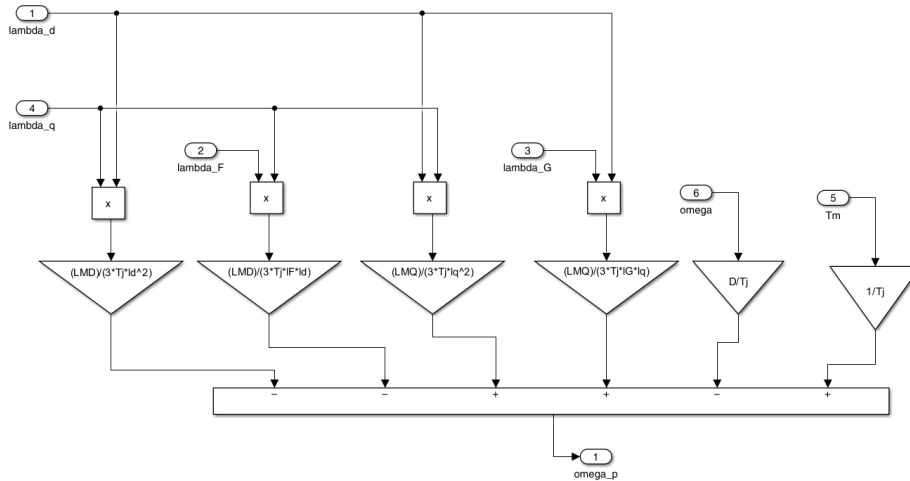 1
lambda_d
4
lambda_q
2
lambda_F
3
lambda_G
6
omega
5
Tm
x
x
x
x
(LMD)/(3*Tj*ld^2)
(LMD)/(3*Tj*lF*ld)
(LMQ)/(3*Tj*lq^2)
(LMQ)/(3*Tj*lG*lq)
D/Tj
1/Tj
−
−
+
+
−
+
1
omega_p